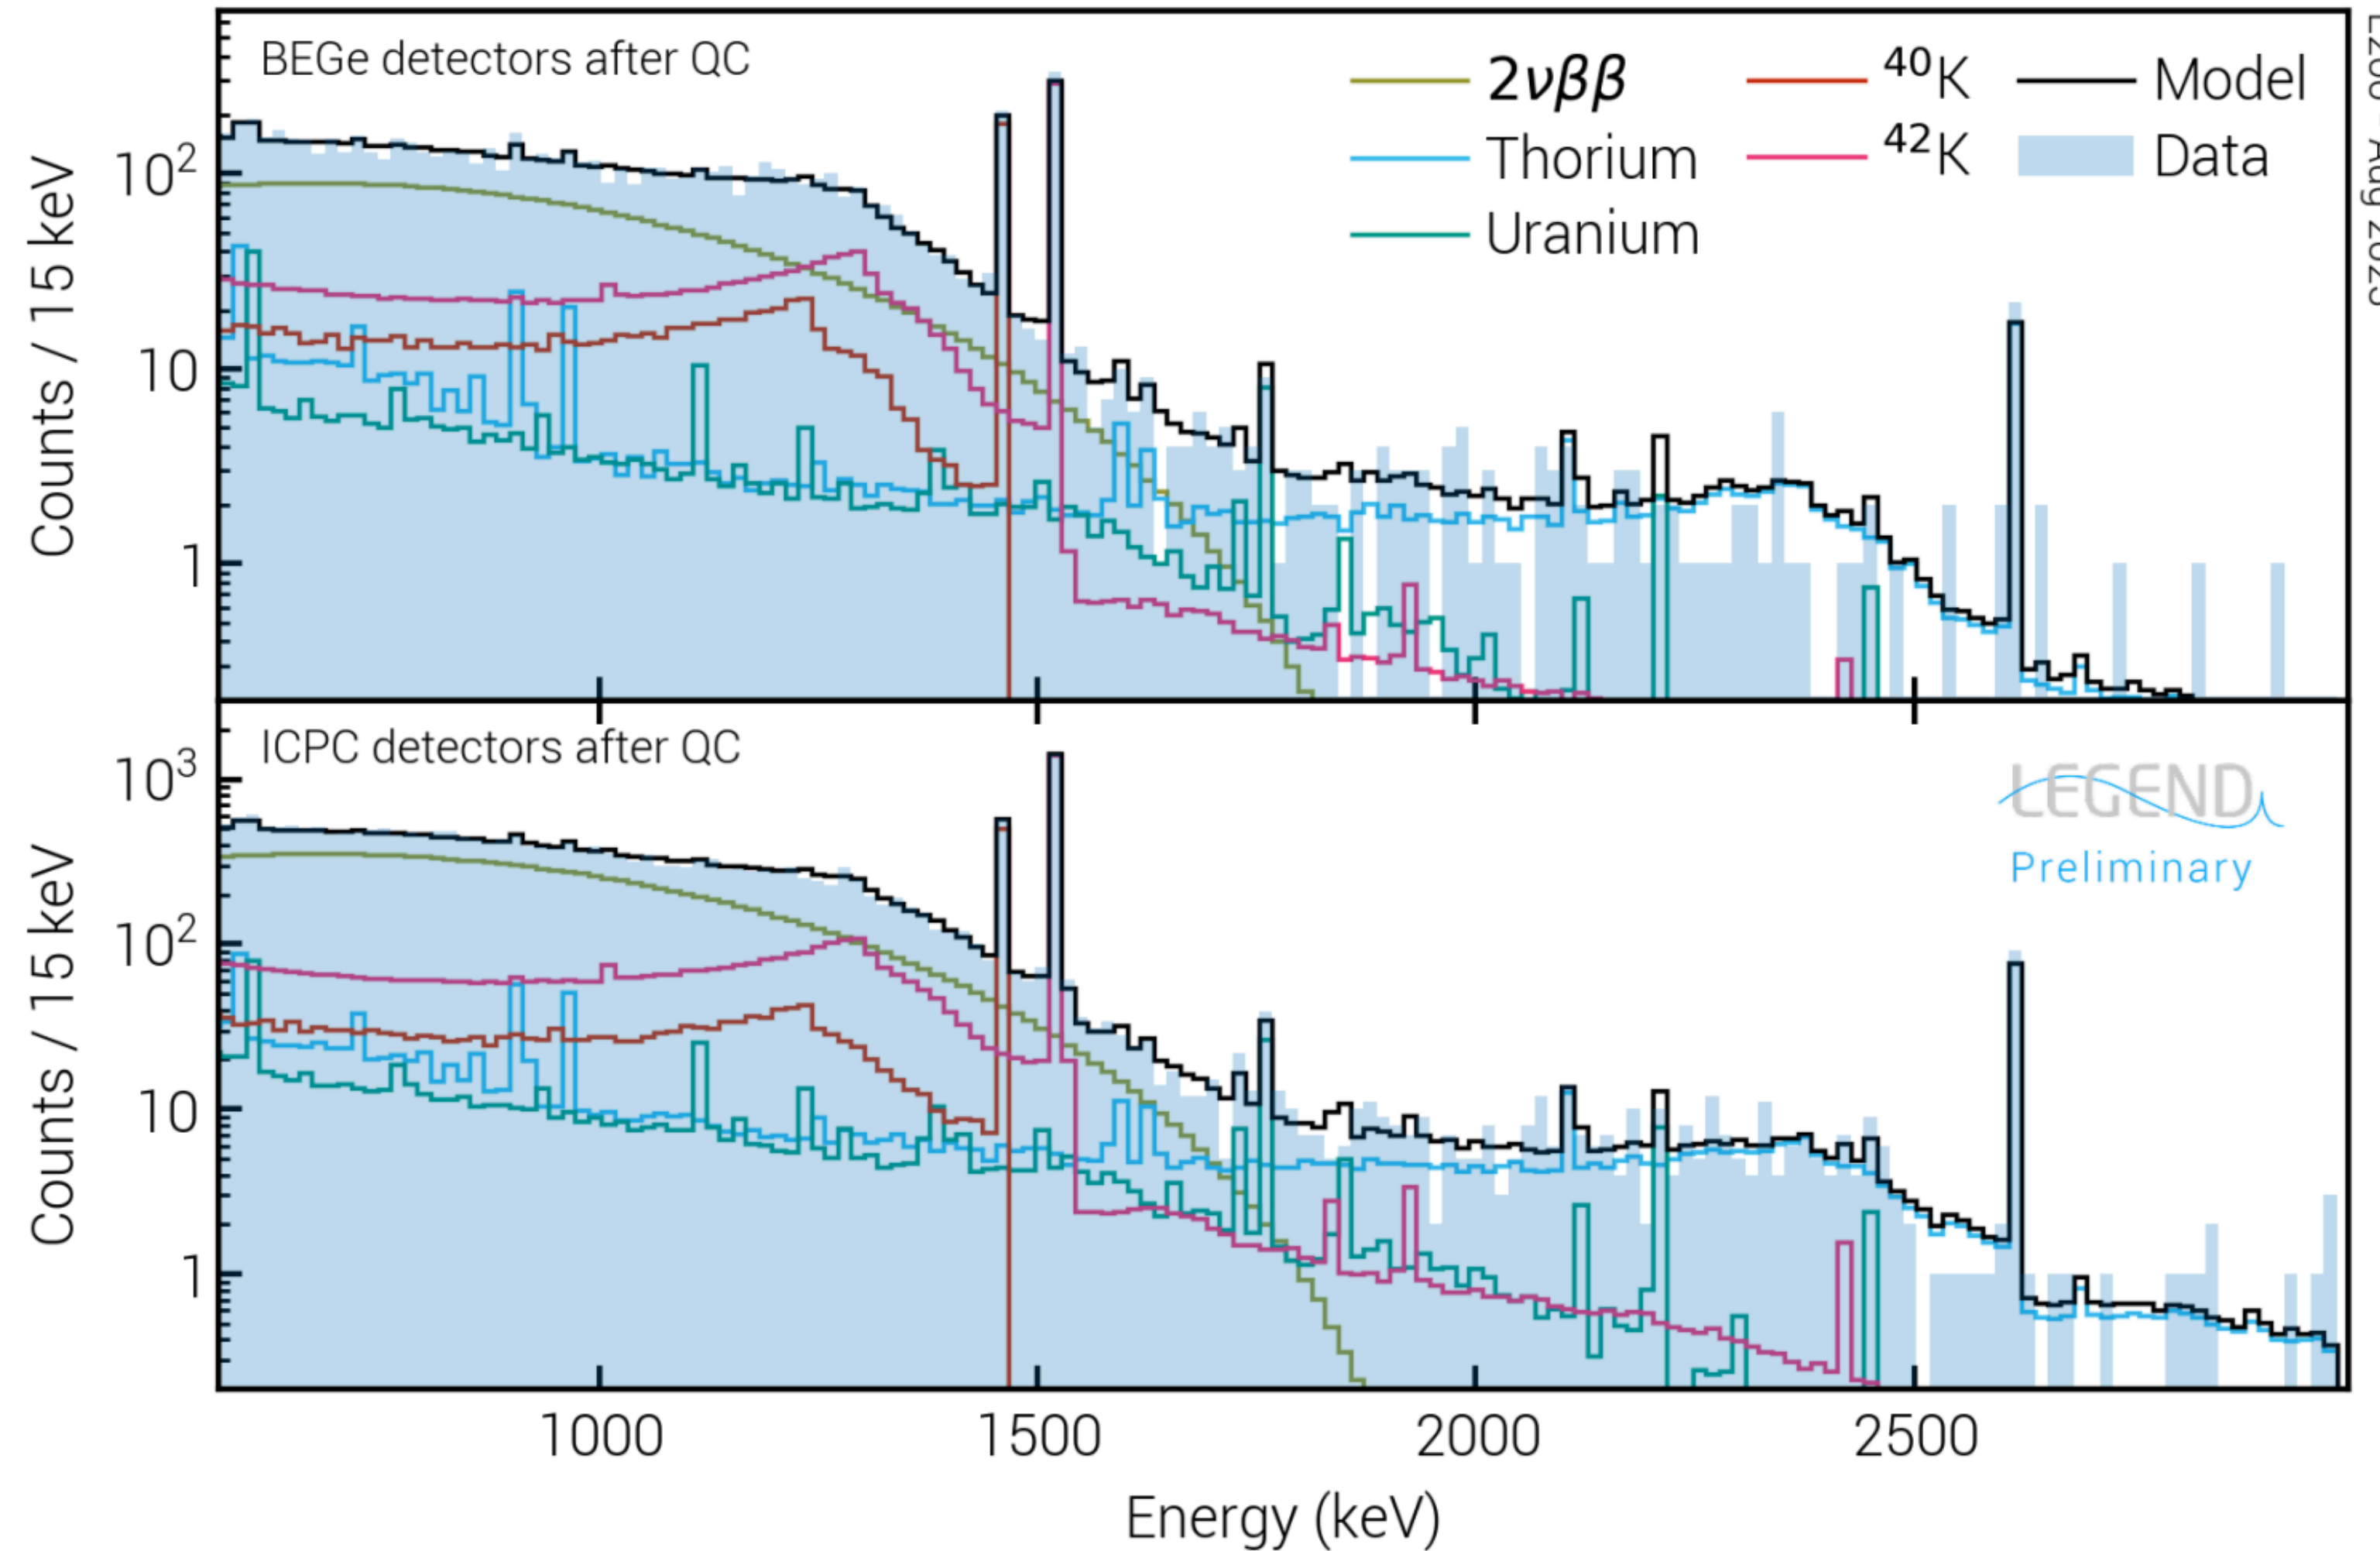 BEGe detectors after QC
2νββ
Thorium
Uranium
⁴⁰K
⁴²K
Model
Data
Counts / 15 keV
10²
10
1
ICPC detectors after QC
LEGEND
Preliminary
Counts / 15 keV
10³
10²
10
1
1000 1500 2000 2500
Energy (keV)